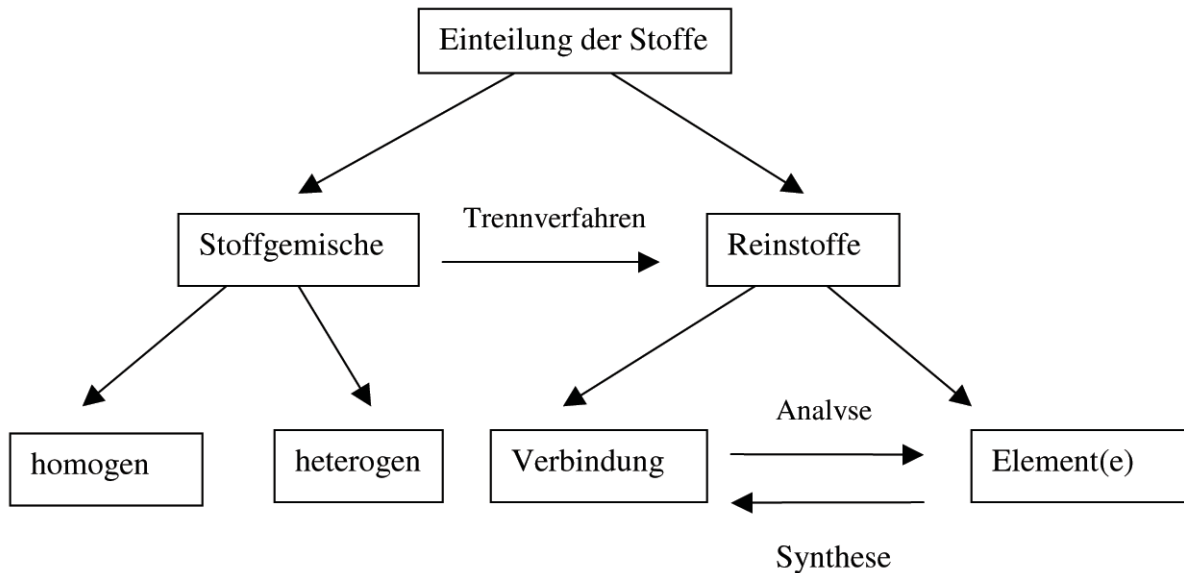 Einteilung der Stoffe
Trennverfahren
Stoffgemische
Reinstoffe
Analyse
homogen
heterogen
Verbindung
Element(e)
Synthese